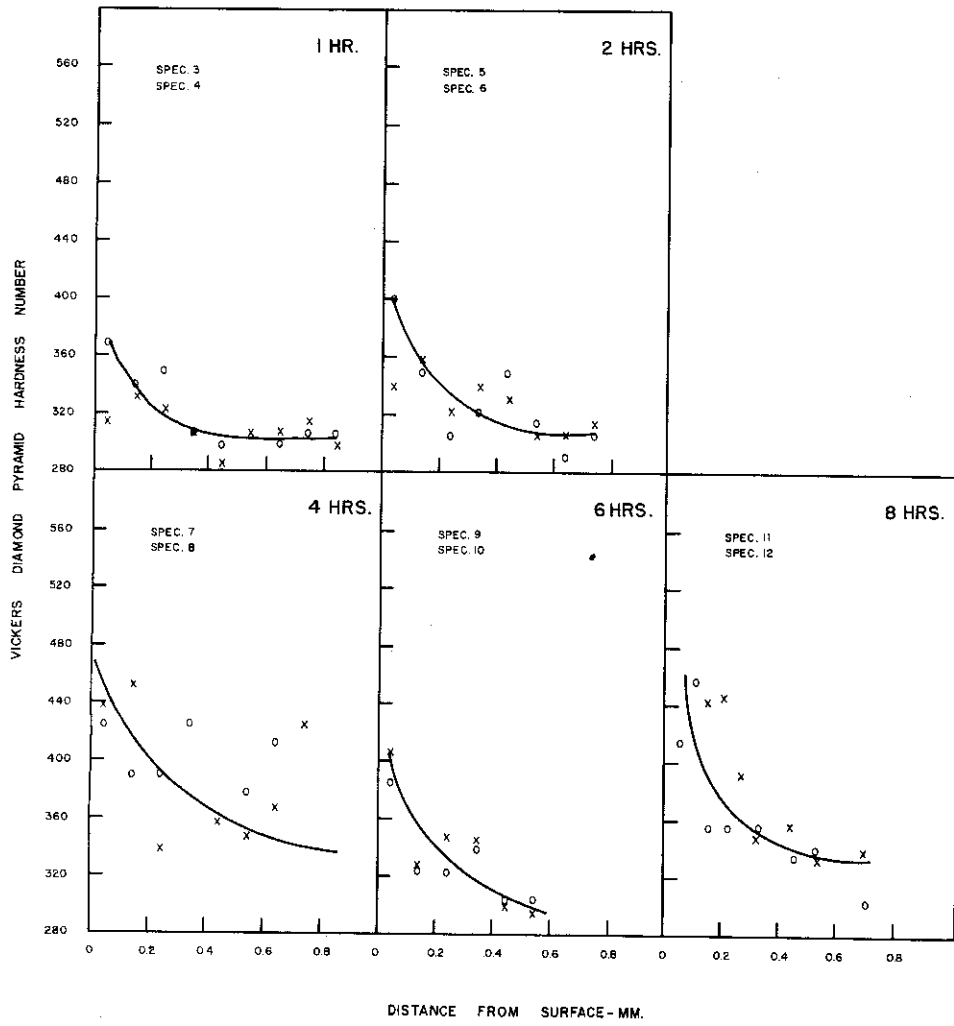 1 HR.
SPEC. 3
SPEC. 4
560
520
480
440
400
360
320
280
2 HRS.
SPEC. 5
SPEC. 6
4 HRS.
SPEC. 7
SPEC. 8
560
520
480
440
400
360
320
280
6 HRS.
SPEC. 9
SPEC. 10
8 HRS.
SPEC. 11
SPEC. 12
0 0.2 0.4 0.6 0.8 0 0.2 0.4 0.6 0.8 0 0.2 0.4 0.6 0.8
VICKERS DIAMOND PYRAMID HARDNESS NUMBER
DISTANCE FROM SURFACE-MM.